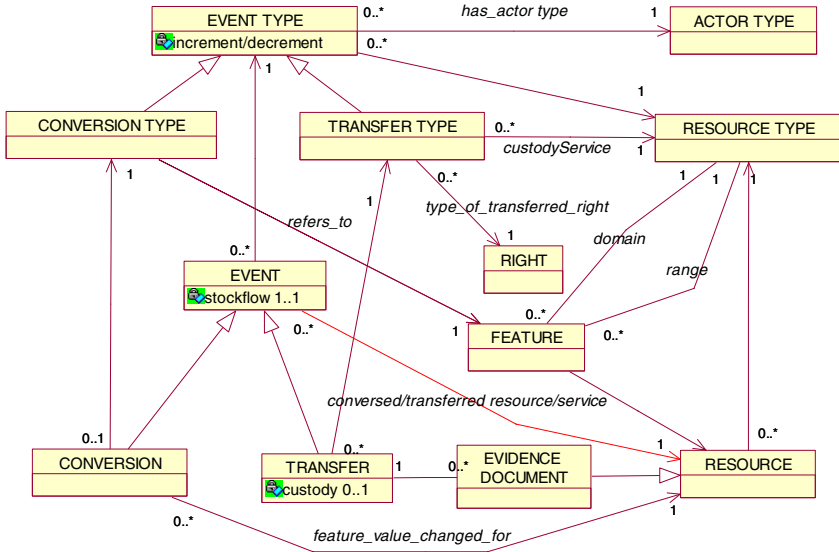 EVENT TYPE
increment/decrement
0..*
has_actor type
1
ACTOR TYPE
0..*
1
1
CONVERSION TYPE
TRANSFER TYPE
0..*
custodyService
1
RESOURCE TYPE
1
1
0..*
1
1
1
type_of_transferred_right
refers_to
1
domain
RIGHT
range
0..*
EVENT
stockflow 1..1
0..*
1
0..*
0..*
FEATURE
conversed/transferred resource/service
0..1
0..*
1
0..*
CONVERSION
TRANSFER
custody 0..1
1
0..*
EVIDENCE
DOCUMENT
RESOURCE
0..*
feature_value_changed_for
1